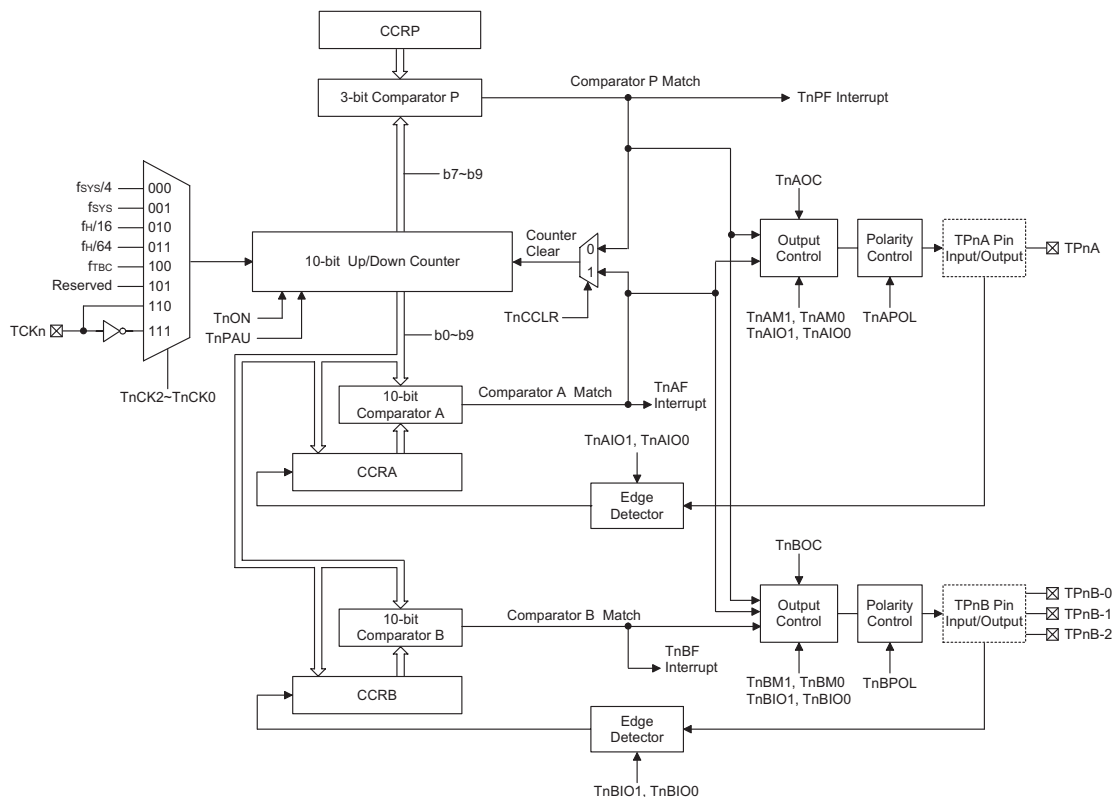 CCRP
3-bit Comparator P
Comparator P Match
TnPF Interrupt
b7~b9
fSYS/4
000
fSYS
001
fH/16
010
fH/64
011
fTBC
100
Reserved
101
110
TCKn
111
TnCK2~TnCK0
10-bit Up/Down Counter
TnON
TnPAU
Counter
Clear
0
1
TnCCLR
b0~b9
TnAOC
Output
Control
Polarity
Control
TPnA Pin
Input/Output
TPnA
TnAM1, TnAM0
TnAIO1, TnAIO0
TnAPOL
10-bit
Comparator A
Comparator A Match
TnAF
Interrupt
CCRA
TnAIO1, TnAIO0
Edge
Detector
TnBOC
Output
Control
Polarity
Control
TPnB Pin
Input/Output
TPnB-0
TPnB-1
TPnB-2
TnBM1, TnBM0
TnBIO1, TnBIO0
TnBPOL
10-bit
Comparator B
Comparator B Match
TnBF
Interrupt
CCRB
Edge
Detector
TnBIO1, TnBIO0